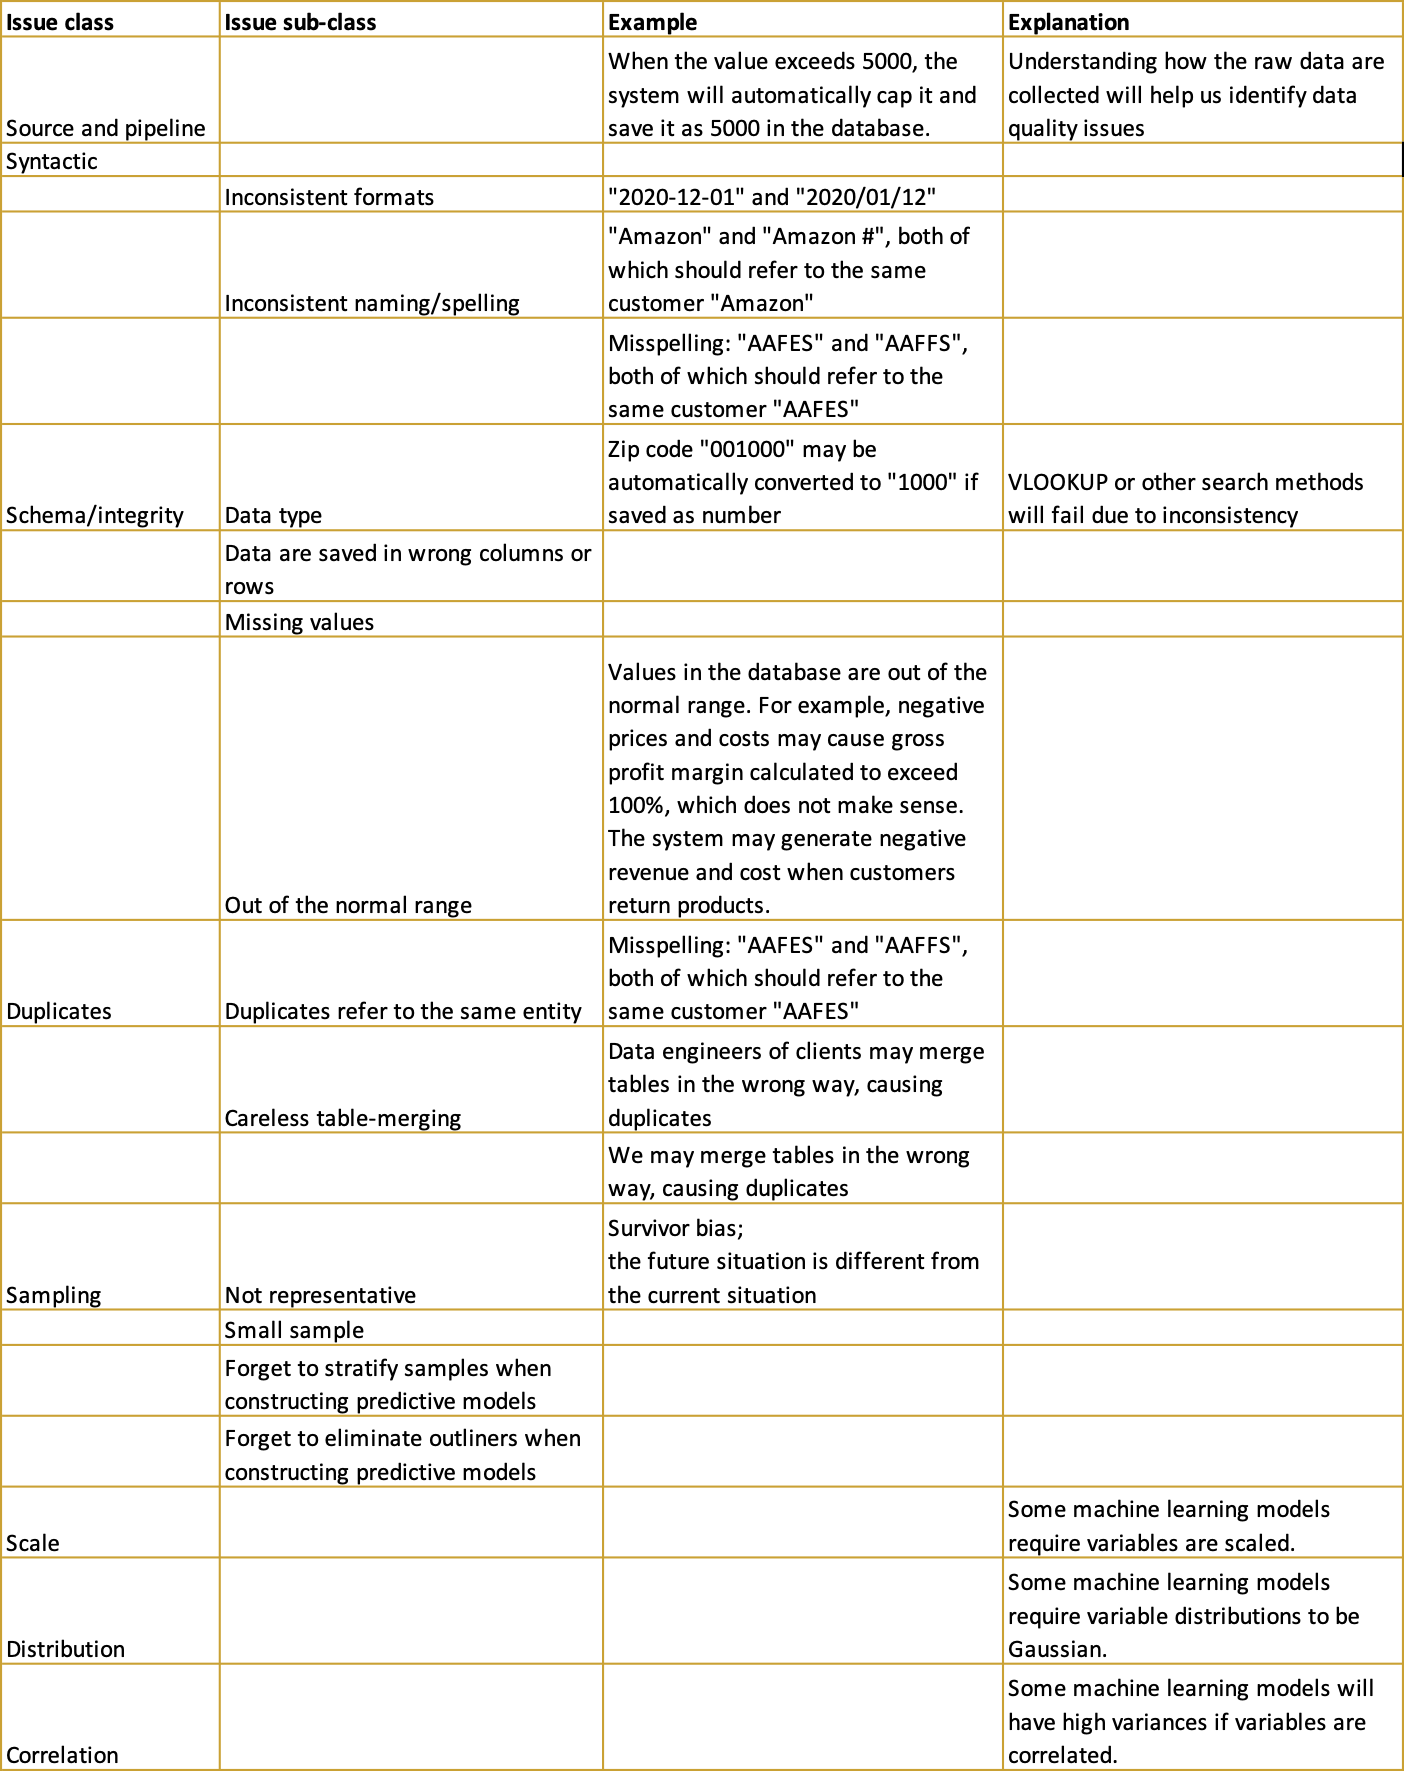 Issue class Issue sub-class Example Explanation
When the value exceeds 5000, the
system will automatically cap it and
save it as 5000 in the database.
Understanding how the raw data are
collected will help us identify data
quality issues
Source and pipeline
Syntactic
Inconsistent formats "2020-12-01" and "2020/01/12"
"Amazon" and "Amazon #", both of
which should refer to the same
customer "Amazon"
Inconsistent naming/spelling
Misspelling: "AAFES" and "AAFFS",
both of which should refer to the
same customer "AAFES"
Schema/integrity
Data type
Zip code "001000" may be
automatically converted to "1000" if
saved as number
VLOOKUP or other search methods
will fail due to inconsistency
Data are saved in wrong columns or
rows
Missing values
Out of the normal range
Values in the database are out of the
normal range. For example, negative
prices and costs may cause gross
profit margin calculated to exceed
100%, which does not make sense.
The system may generate negative
revenue and cost when customers
return products.
Duplicates
Duplicates refer to the same entity
Misspelling: "AAFES" and "AAFFS",
both of which should refer to the
same customer "AAFES"
Careless table-merging
Data engineers of clients may merge
tables in the wrong way, causing
duplicates
We may merge tables in the wrong
way, causing duplicates
Sampling
Not representative
Survivor bias;
the future situation is different from
the current situation
Small sample
Forget to stratify samples when
constructing predictive models
Forget to eliminate outliners when
constructing predictive models
Scale
Some machine learning models
require variables are scaled.
Distribution
Some machine learning models
require variable distributions to be
Gaussian.
Correlation
Some machine learning models will
have high variances if variables are
correlated.